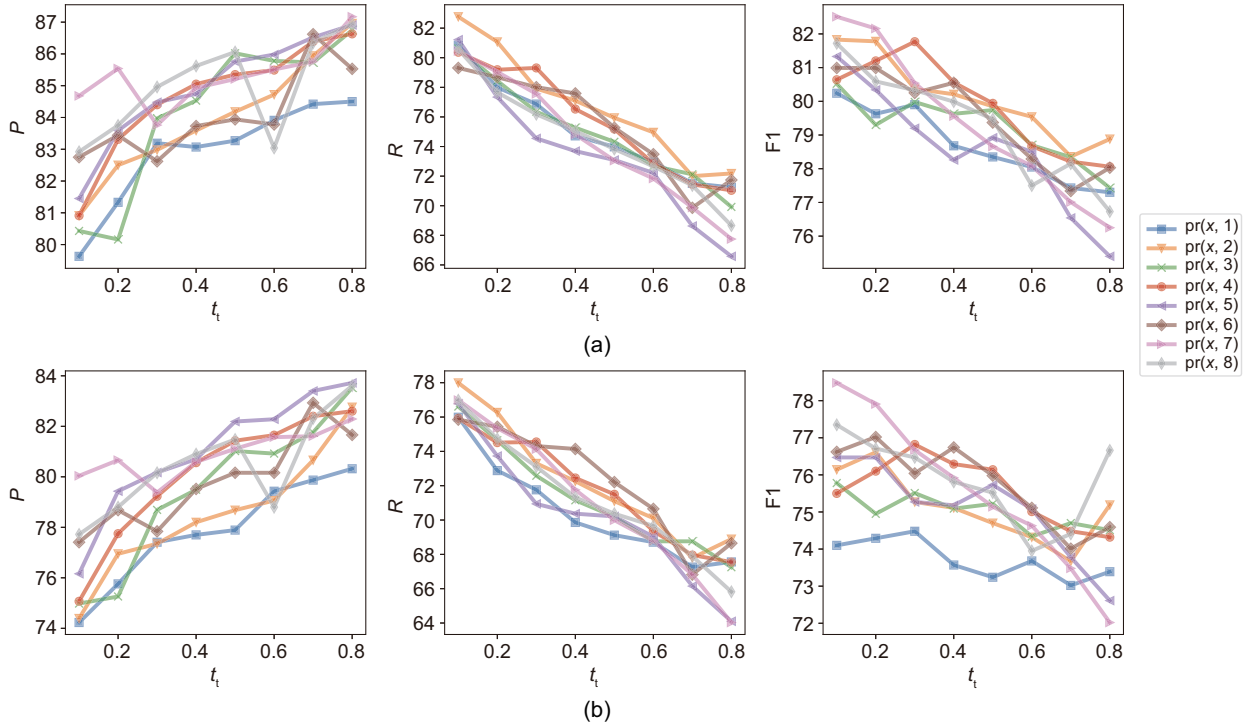 87
86
85
84
83
82
81
80
P
0.2 0.4 0.6 0.8
t_t
82
80
78
76
74
72
70
68
66
R
0.2 0.4 0.6 0.8
t_t
82
81
80
79
78
77
76
F1
0.2 0.4 0.6 0.8
t_t
(a)
pr(x, 1)
pr(x, 2)
pr(x, 3)
pr(x, 4)
pr(x, 5)
pr(x, 6)
pr(x, 7)
pr(x, 8)
84
82
80
78
76
74
P
0.2 0.4 0.6 0.8
t_t
78
76
74
72
70
68
66
64
R
0.2 0.4 0.6 0.8
t_t
78
77
76
75
74
73
72
F1
0.2 0.4 0.6 0.8
t_t
(b)